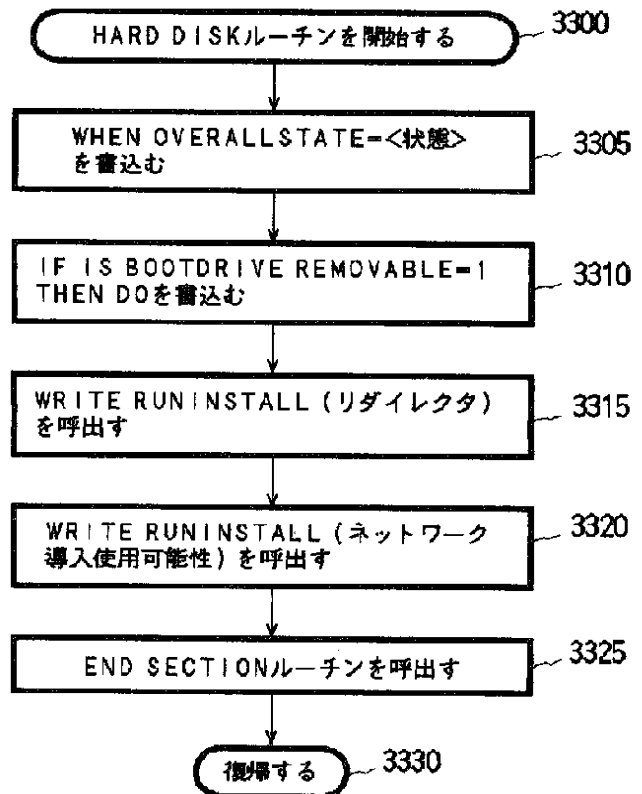 HARD DISKルーチンを開始する
3300
WHEN OVERALLSTATE=<状態>
を書込む
3305
IF IS BOOTDRIVE REMOVABLE=1
THEN DOを書込む
3310
WRITE RUNINSTALL (リダイレクタ)
を呼出す
3315
WRITE RUNINSTALL (ネットワーク
導入使用可能性) を呼出す
3320
END SECTIONルーチンを呼出す
3325
復帰する
3330